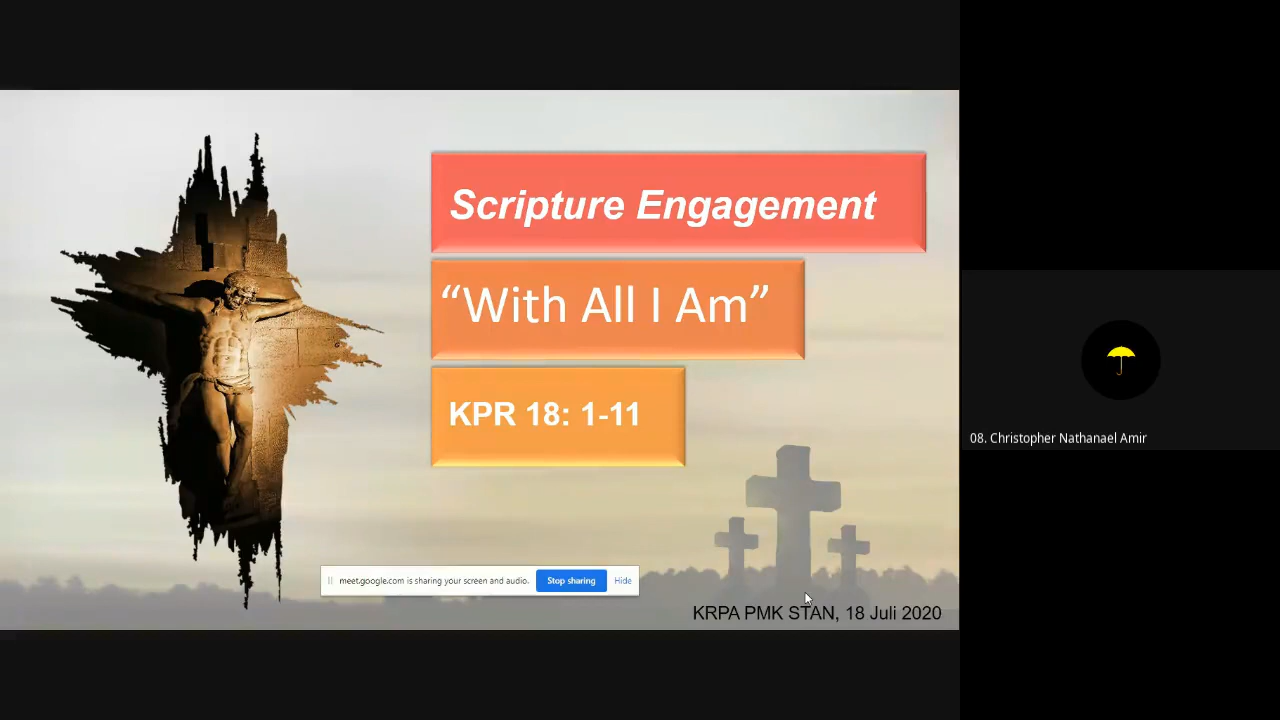 Scripture Engagement
“With All I Am”
KPR 18: 1-11
meet.google.com is sharing your screen and audio.
Stop sharing
Hide
KRPA PMK STAN, 18 Juli 2020
08. Christopher Nathanael Amir